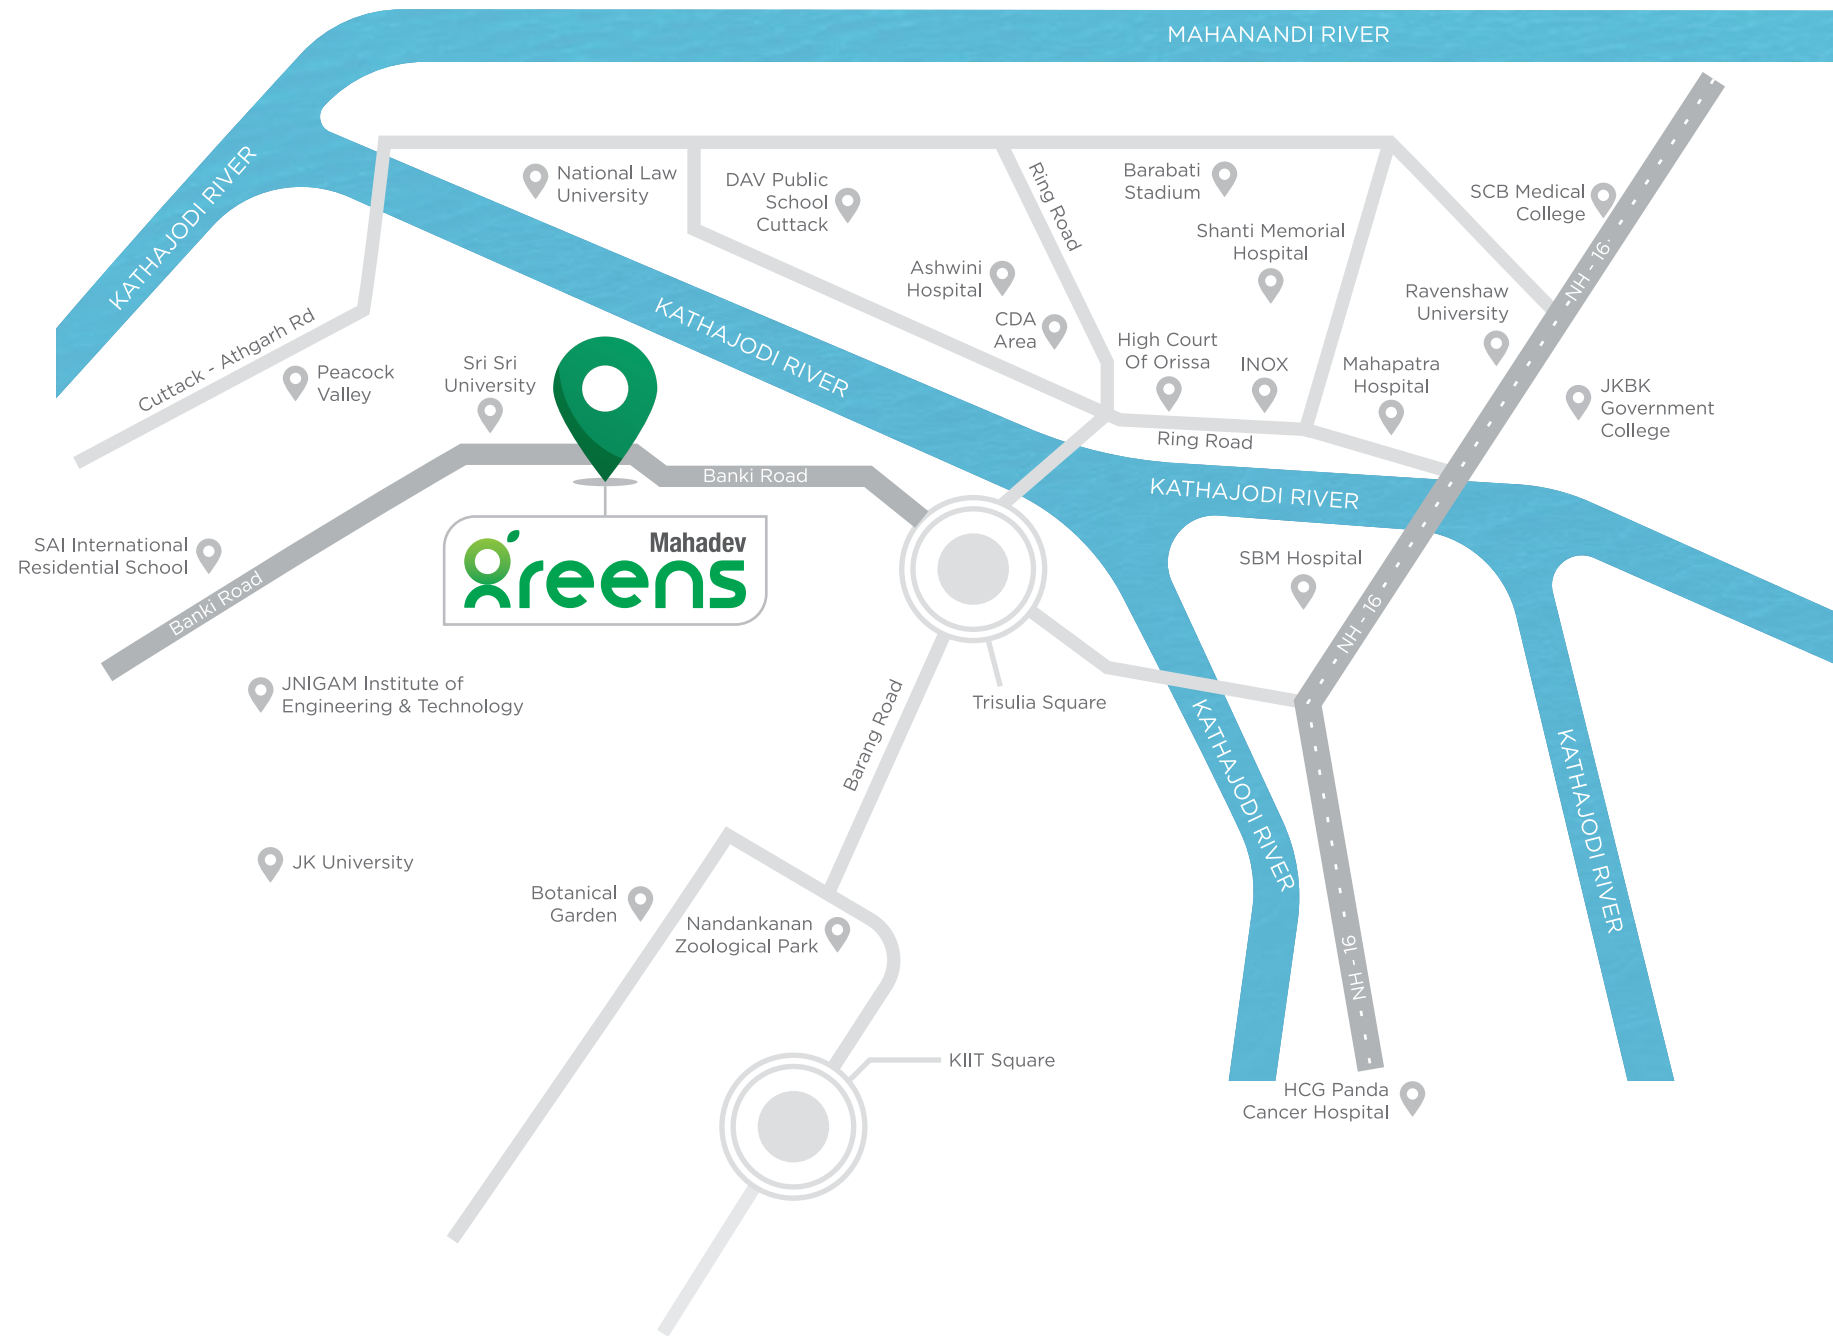 MAHANANDI RIVER
KATHAJODI RIVER
National Law
University
DAV Public
School
Cuttack
Ring Road
Barabati
Stadium
SCB Medical
College
Shanti Memorial
Hospital
Ashwini
Hospital
NH - 16
CDA
Area
Ravenshaw
University
KATHAJODI RIVER
Cuttack - Athgarh Rd
High Court
Of Orissa
INOX
Mahapatra
Hospital
Peacock
Valley
Sri Sri
University
JKBK
Government
College
Ring Road
Banki Road
KATHAJODI RIVER
SAI International
Residential School
Mahadev
greens
SBM Hospital
Banki Road
NH - 16
JNIGAM Institute of
Engineering & Technology
Trisulia Square
Barang Road
KATHAJODI RIVER
KATHAJODI RIVER
JK University
Botanical
Garden
Nandankanan
Zoological Park
NH - 16
KIIT Square
HCG Panda
Cancer Hospital